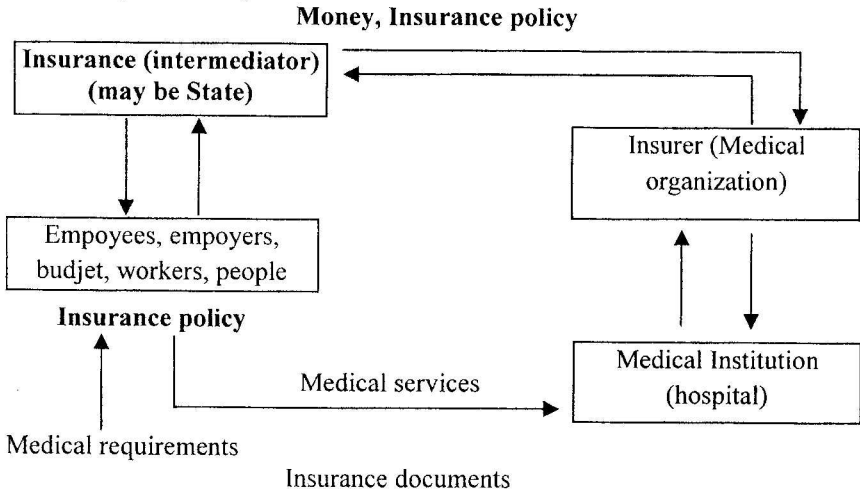 Money, Insurance policy
Insurance (intermediator)
(may be State)
Insurer (Medical
organization)
Empoyees, empoyers,
budjet, workers, people
Insurance policy
Medical Institution
(hospital)
Medical services
Medical requirements
Insurance documents